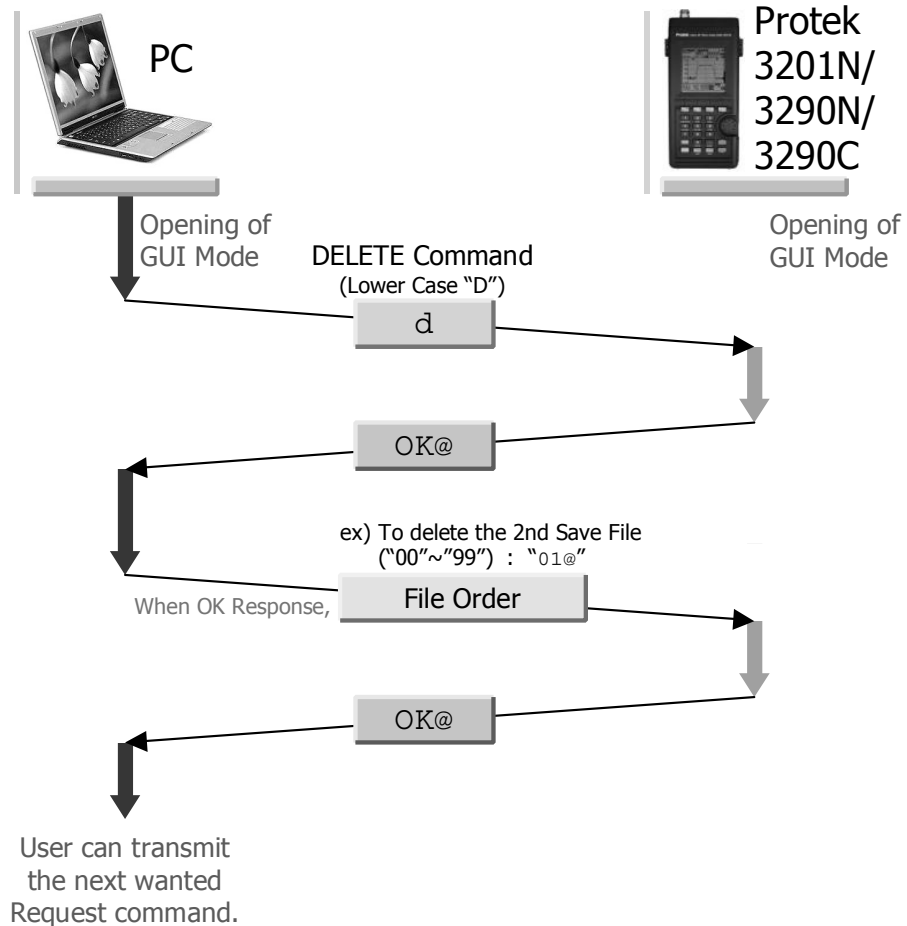 PC
Protek
3201N/
3290N/
3290C
Opening of
GUI Mode
Opening of
GUI Mode
DELETE Command
(Lower Case “D”)
d
OK@
ex) To delete the 2nd Save File
(“00”~”99”) : “01@”
When OK Response,
File Order
OK@
User can transmit
the next wanted
Request command.